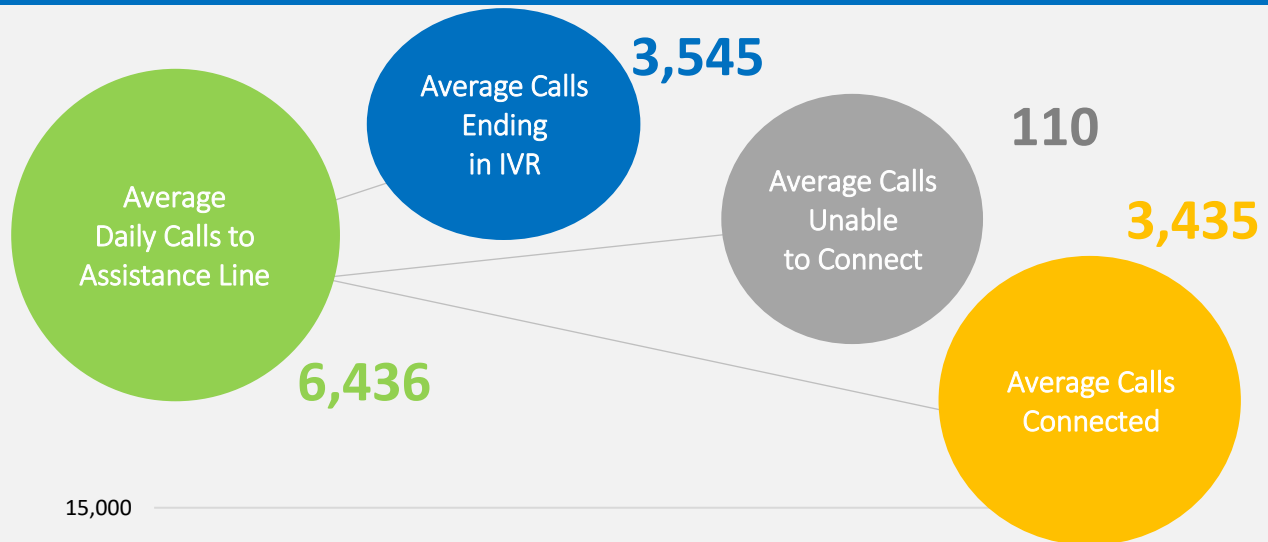 Average
Daily Calls to
Assistance Line
6,436
Average Calls
Ending
in IVR
3,545
Average Calls
Unable
to Connect
110
Average Calls
Connected
3,435
15,000